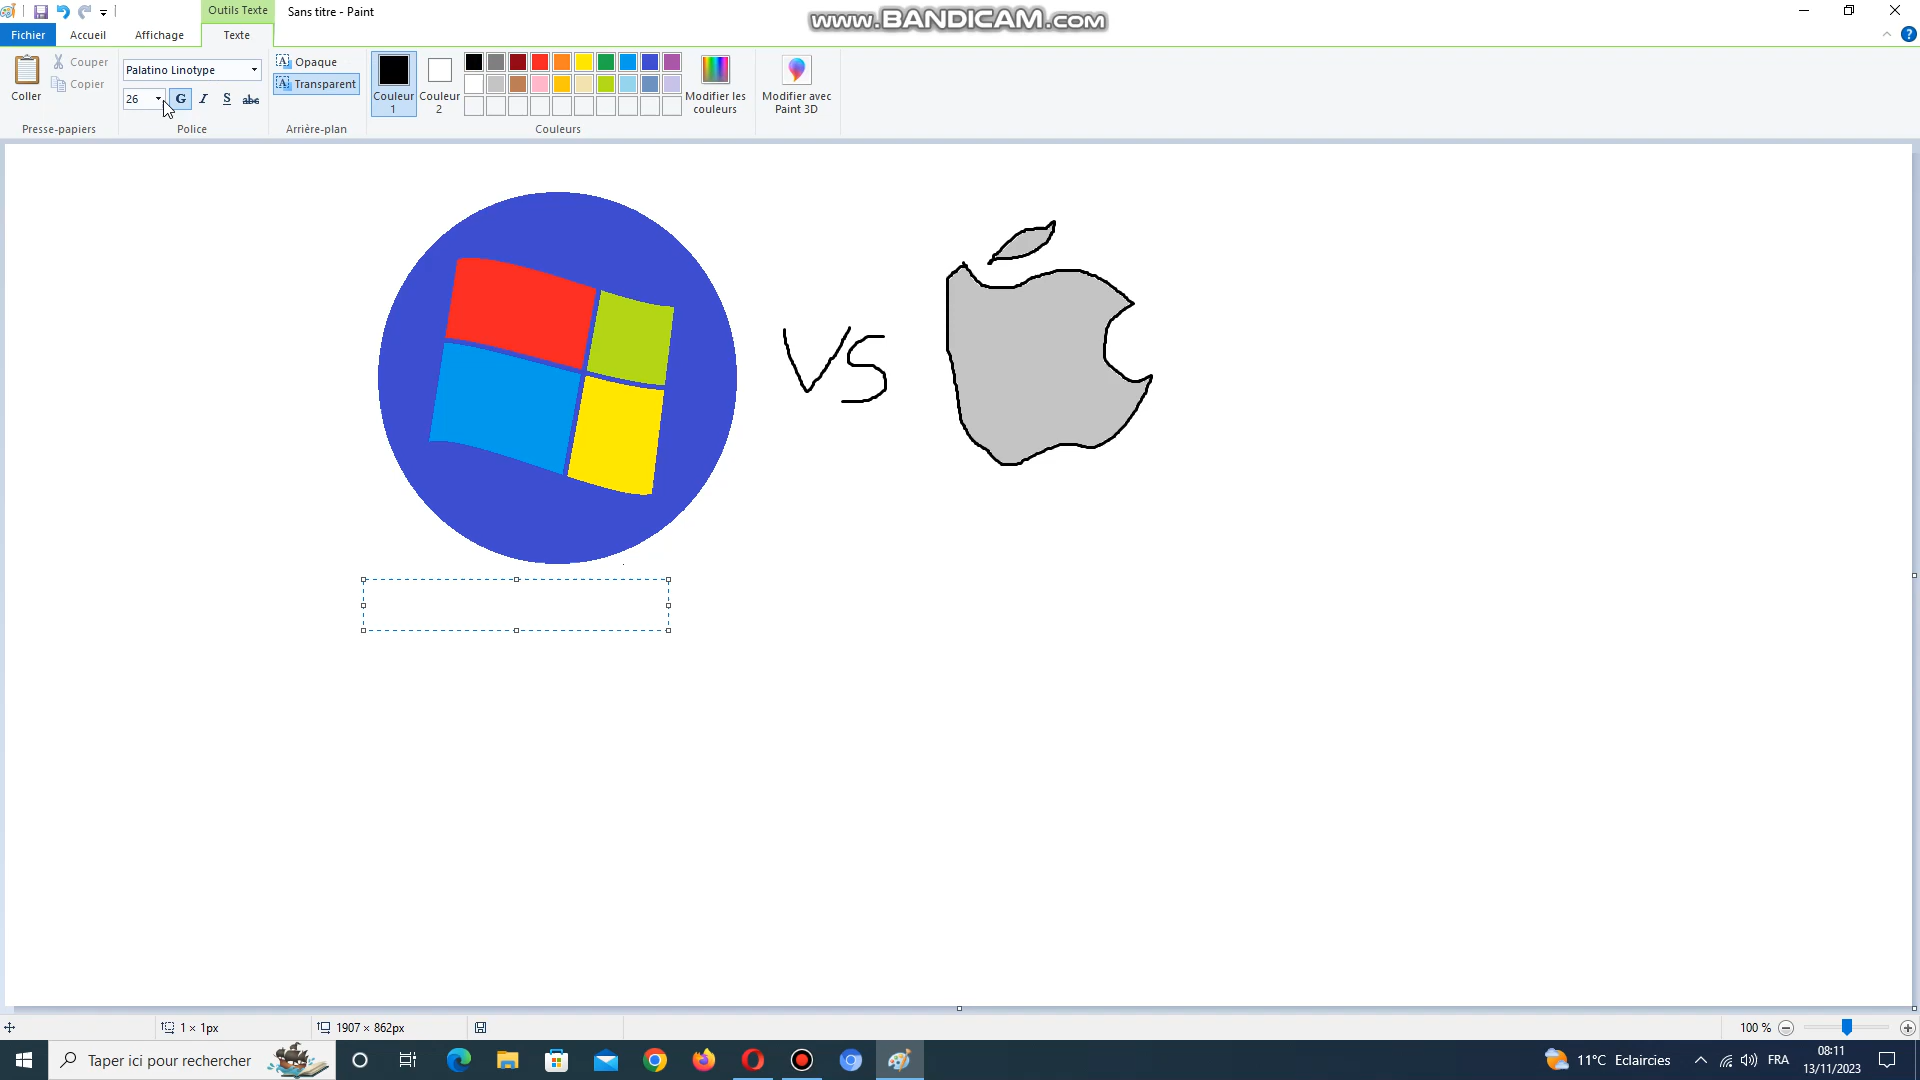 Outils Texte
Sans titre - Paint
www.BANDICAM.com
Fichier
Accueil
Affichage
Texte
Coller
Couper
Copier
Presse-papiers
Palatino Linotype
26
G
I
S
abc
Police
Opaque
Transparent
Arrière-plan
Couleur
1
Couleur
2
Modifier les
couleurs
Couleurs
Modifier avec
Paint 3D
VS
1 × 1px
1907 × 862px
100 %
Taper ici pour rechercher
11°C Eclaircies
FRA
08:11
13/11/2023